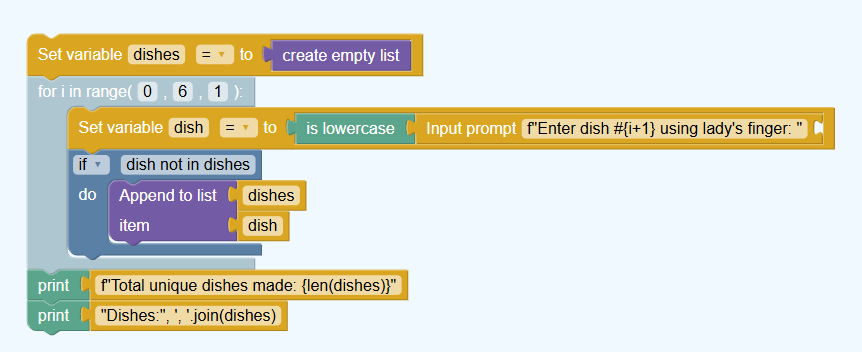 Set variable dishes = to create empty list
for i in range( 0 , 6 , 1 ):
Set variable dish = to is lowercase Input prompt f"Enter dish #{i+1} using lady's finger: "
if dish not in dishes
do Append to list dishes
item dish
print f"Total unique dishes made: {len(dishes)}"
print "Dishes:", ', '.join(dishes)